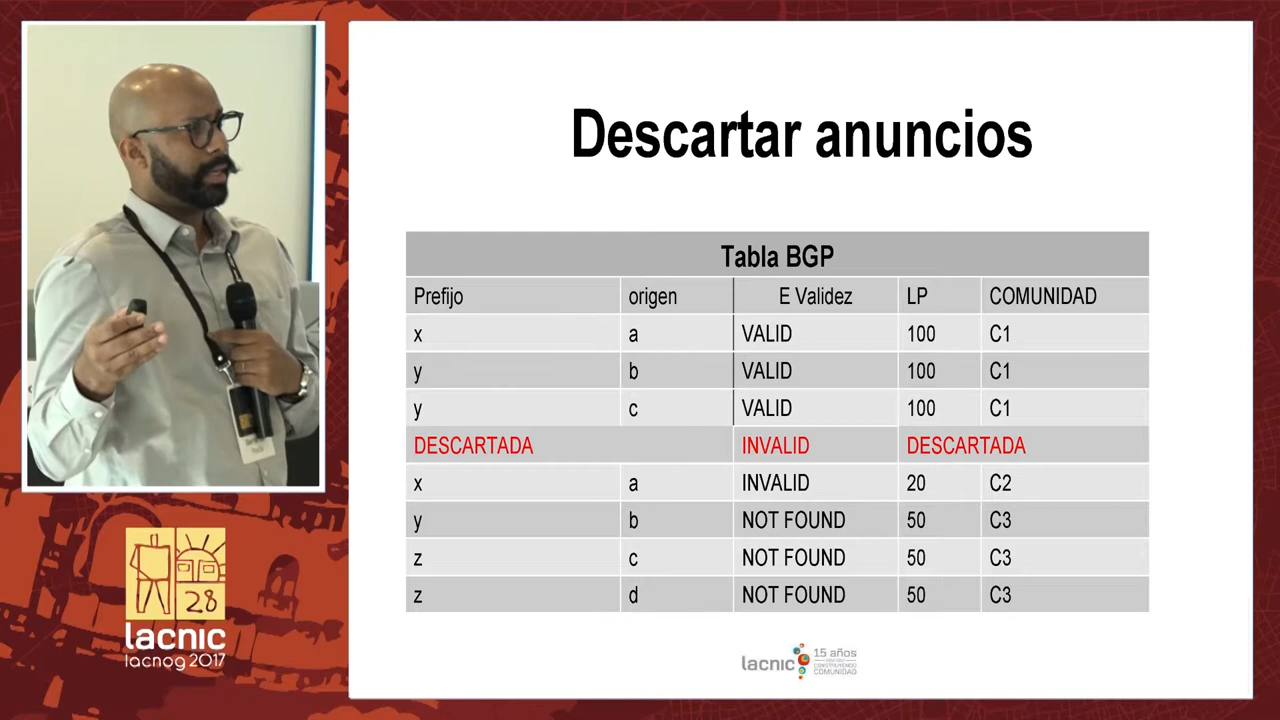 Descartar anuncios
Tabla BGP
Prefijo origen E Validez LP COMUNIDAD
x a VALID 100 C1
y b VALID 100 C1
y c VALID 100 C1
DESCARTADA INVALID DESCARTADA
x a INVALID 20 C2
y b NOT FOUND 50 C3
z c NOT FOUND 50 C3
z d NOT FOUND 50 C3
28
lacnic
lacnog 2017
lacnic 15 años
CONSTRUYENDO
COMUNIDAD